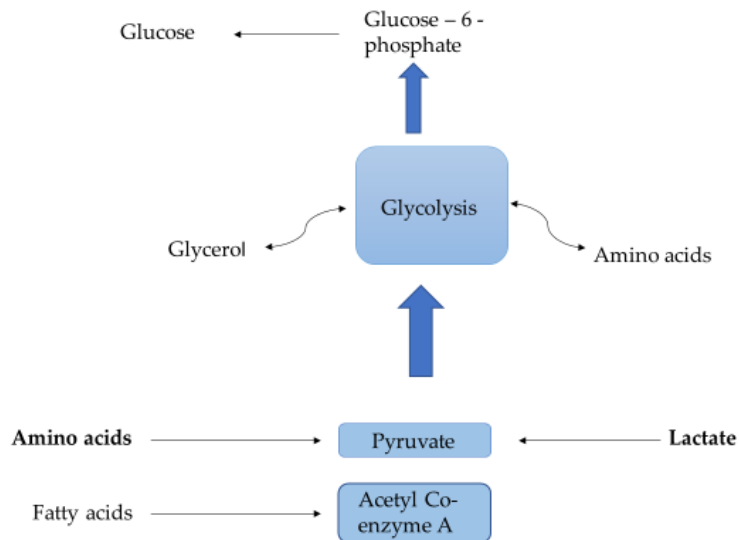 Glucose
Glucose – 6 -
phosphate
Glycolysis
Glycerol
Amino acids
Amino acids
Pyruvate
Lactate
Fatty acids
Acetyl Co-
enzyme A